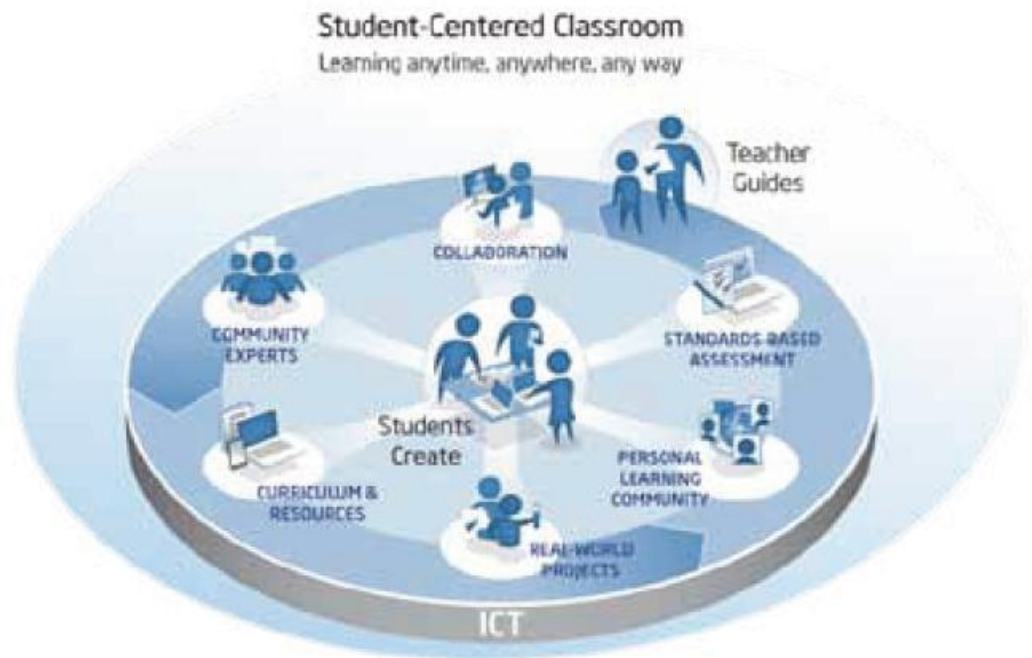 Student-Centered Classroom
Learning anytime, anywhere, any way
Teacher
Guides
COLLABORATION
COMMUNITY
EXPERTS
STANDARDS-BASED
ASSESSMENT
Students
Create
CURRICULUM &
RESOURCES
PERSONAL
LEARNING
COMMUNITY
REAL-WORLD
PROJECTS
ICT